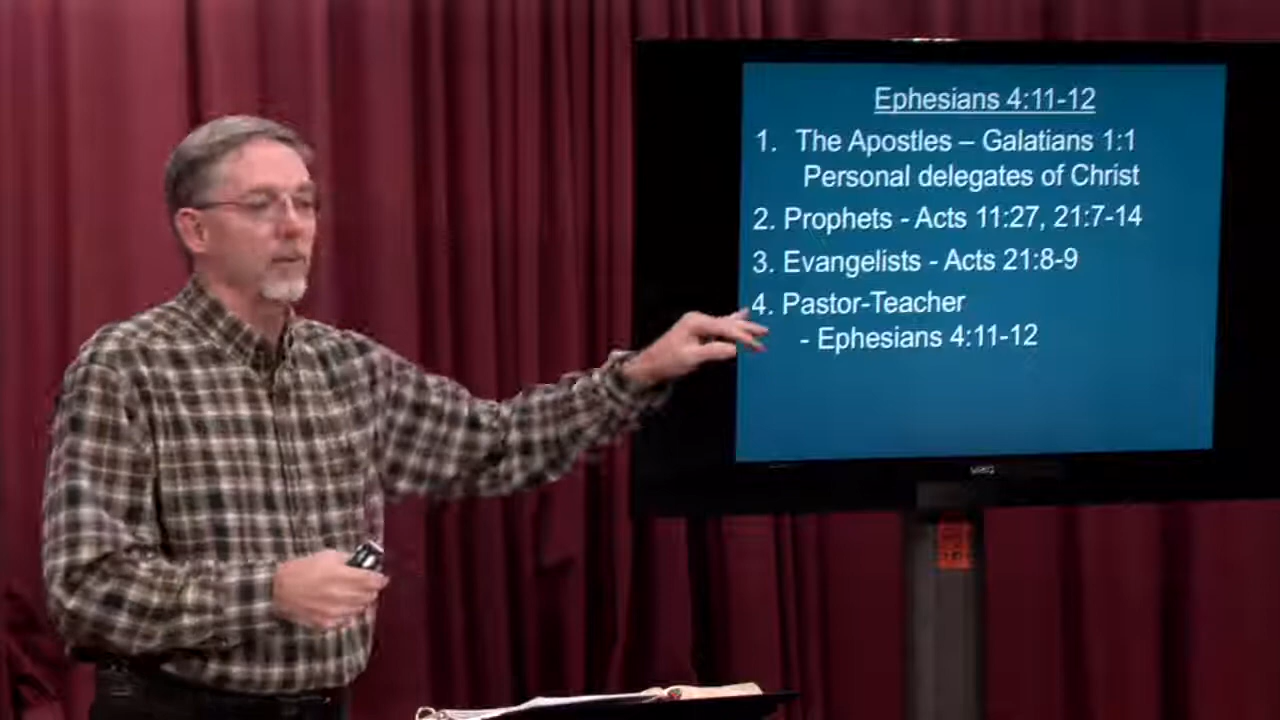 Ephesians 4:11-12
1. The Apostles – Galatians 1:1
Personal delegates of Christ
2. Prophets - Acts 11:27, 21:7-14
3. Evangelists - Acts 21:8-9
4. Pastor-Teacher
- Ephesians 4:11-12